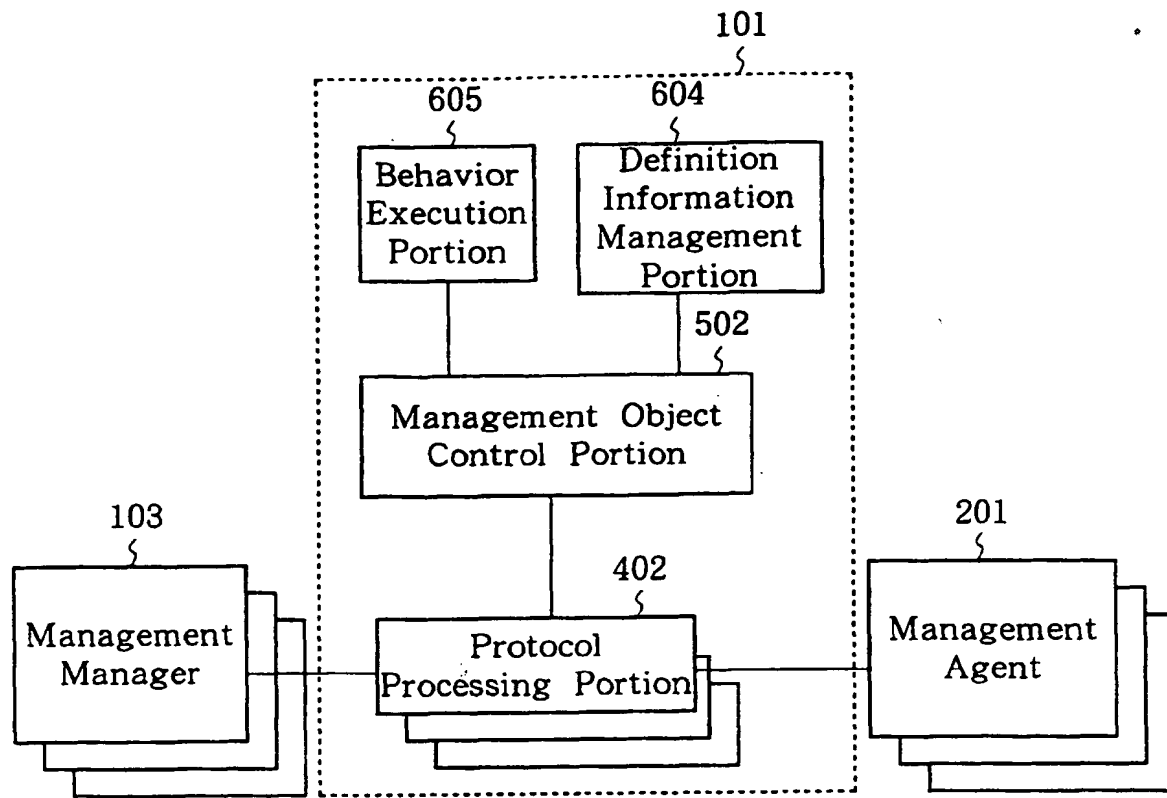 101
605
604
Behavior
Execution
Portion
Definition
Information
Management
Portion
502
Management Object
Control Portion
103
201
402
Management
Manager
Protocol
Processing Portion
Management
Agent